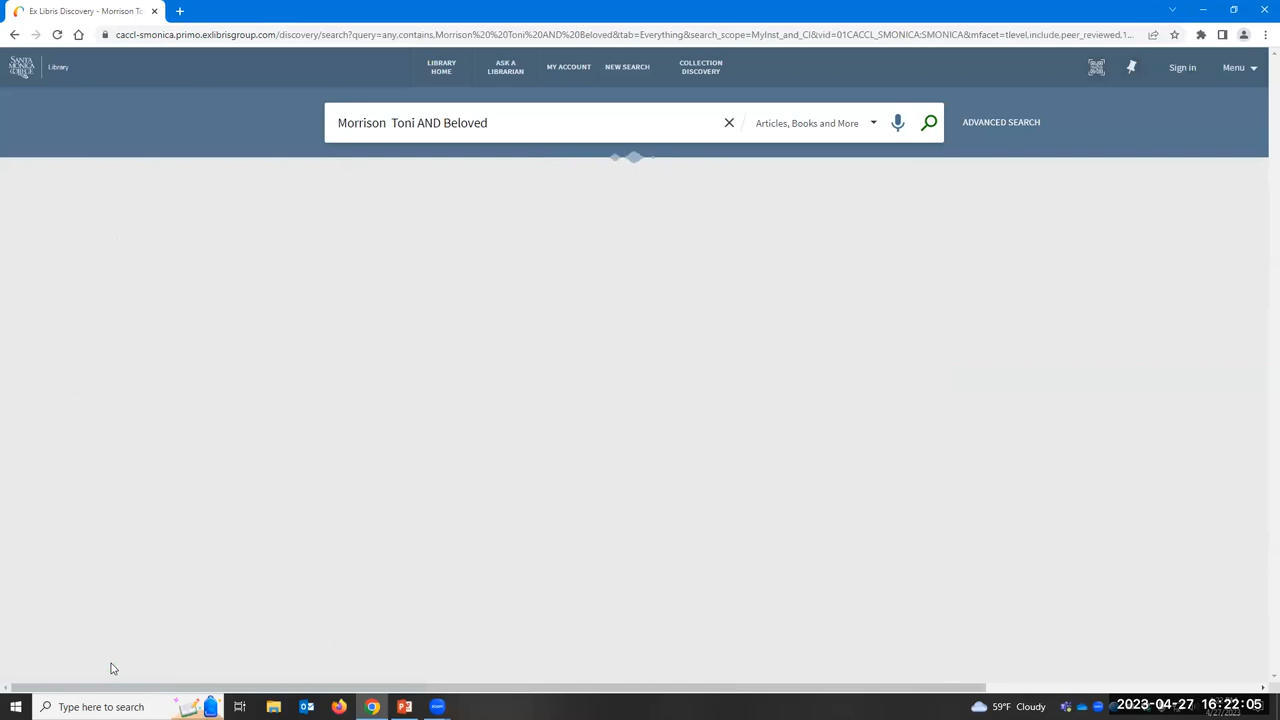 Ex Libris Discovery - Morrison To
caccl-smonica.primo.exlibrisgroup.com/discovery/search?query=any.contains,Morrison%20%20Toni%20AND%20Beloved&tab=Everything&search_scope=MyInst_and_CI&vid=01CACCL_SMONICA:SMONICA&mfacet=tlevel,include,peer_reviewed,1...
SANTA MONICA COLLEGE Library
LIBRARY HOME
ASK A LIBRARIAN
MY ACCOUNT
NEW SEARCH
COLLECTION DISCOVERY
Sign in
Menu
Morrison  Toni AND Beloved
Articles, Books and More
ADVANCED SEARCH
Type here to search
59°F Cloudy
2023-04-27 16:22:05